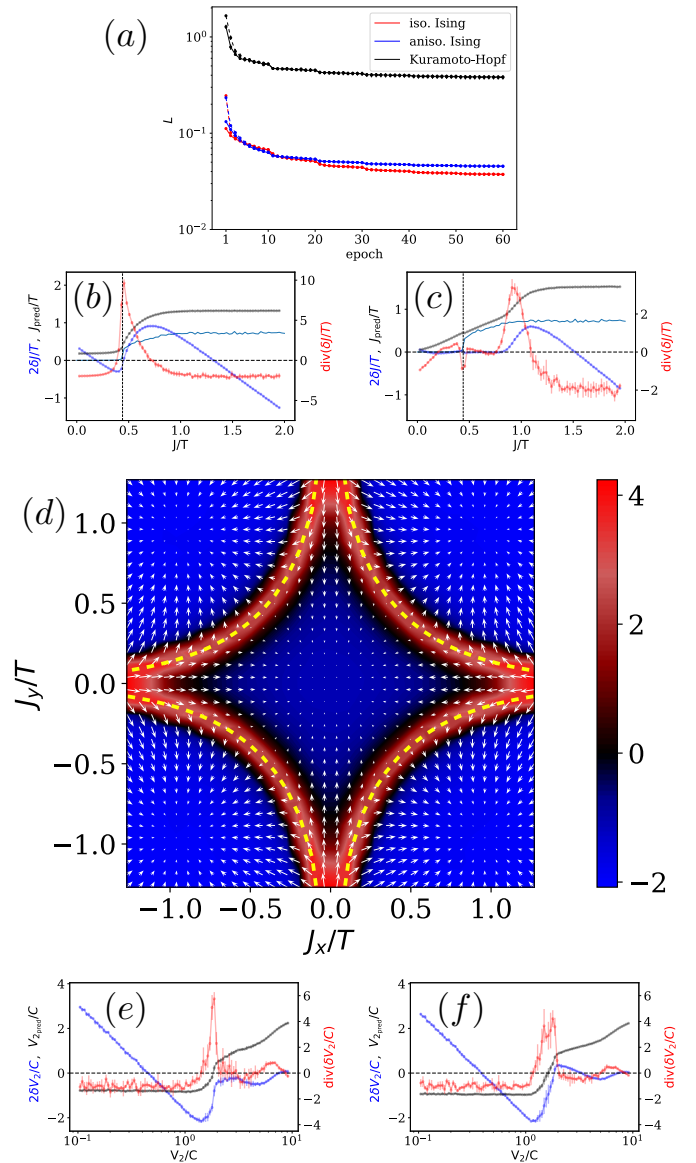 (a)
iso. Ising
aniso. Ising
Kuramoto-Hopf
L
10^0
10^-1
10^-2
1 10 20 30 40 50 60
epoch
(b)
2δJ/T, J_pred/T
2
1
0
−1
div(δJ/T)
10
5
0
−5
0.0 0.5 1.0 1.5 2.0
J/T
(c)
2δJ/T, J_pred/T
1
0
−1
div(δJ/T)
2
0
−2
0.0 0.5 1.0 1.5 2.0
J/T
(d)
J_y/T
1.0
0.5
0.0
−0.5
−1.0
−1.0 −0.5 0.0 0.5 1.0
J_x/T
4
2
0
−2
(e)
2δV_2/C, V_2pred/C
4
2
0
−2
div(δV_2/C)
6
4
2
0
−2
−4
10^-1 10^0 10^1
V_2/C
(f)
2δV_2/C, V_2pred/C
4
2
0
−2
div(δV_2/C)
6
4
2
0
−2
−4
10^-1 10^0 10^1
V_2/C